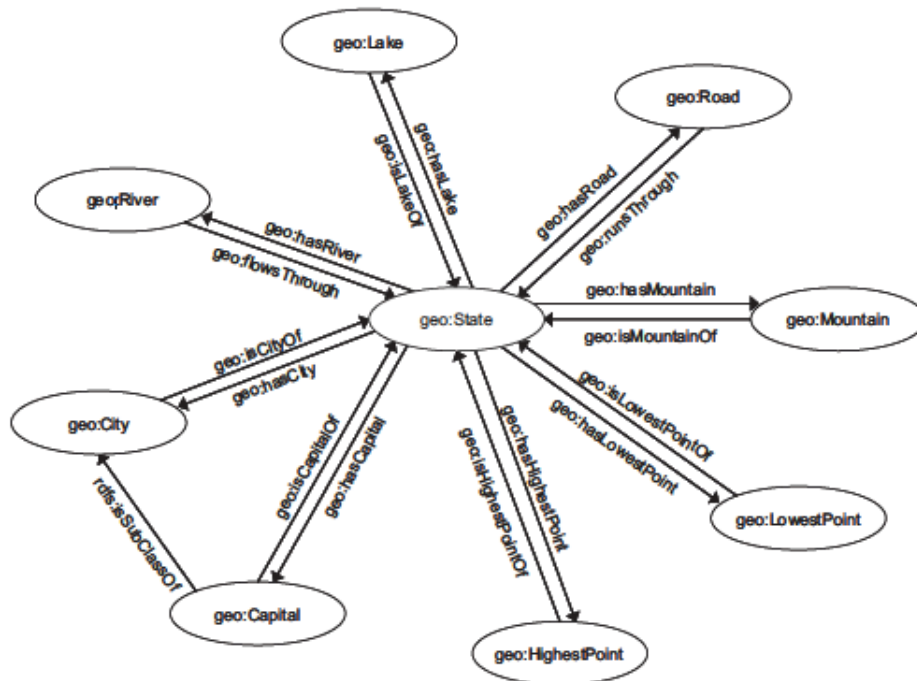 geo:Lake
geo:Road
geo:isLakeOf
geo:hasLake
geo:hasRoad
geo:runsThrough
geo:River
geo:hasRiver
geo:flowsThrough
geo:hasMountain
geo:State
geo:Mountain
geo:isMountainOf
geo:isCityOf
geo:hasCity
geo:isLowestPointOf
geo:hasLowestPoint
geo:City
geo:isCapitalOf
geo:hasCapital
geo:isHighestPointOf
geo:hasHighestPoint
rdfs:isSubClassOf
geo:LowestPoint
geo:Capital
geo:HighestPoint